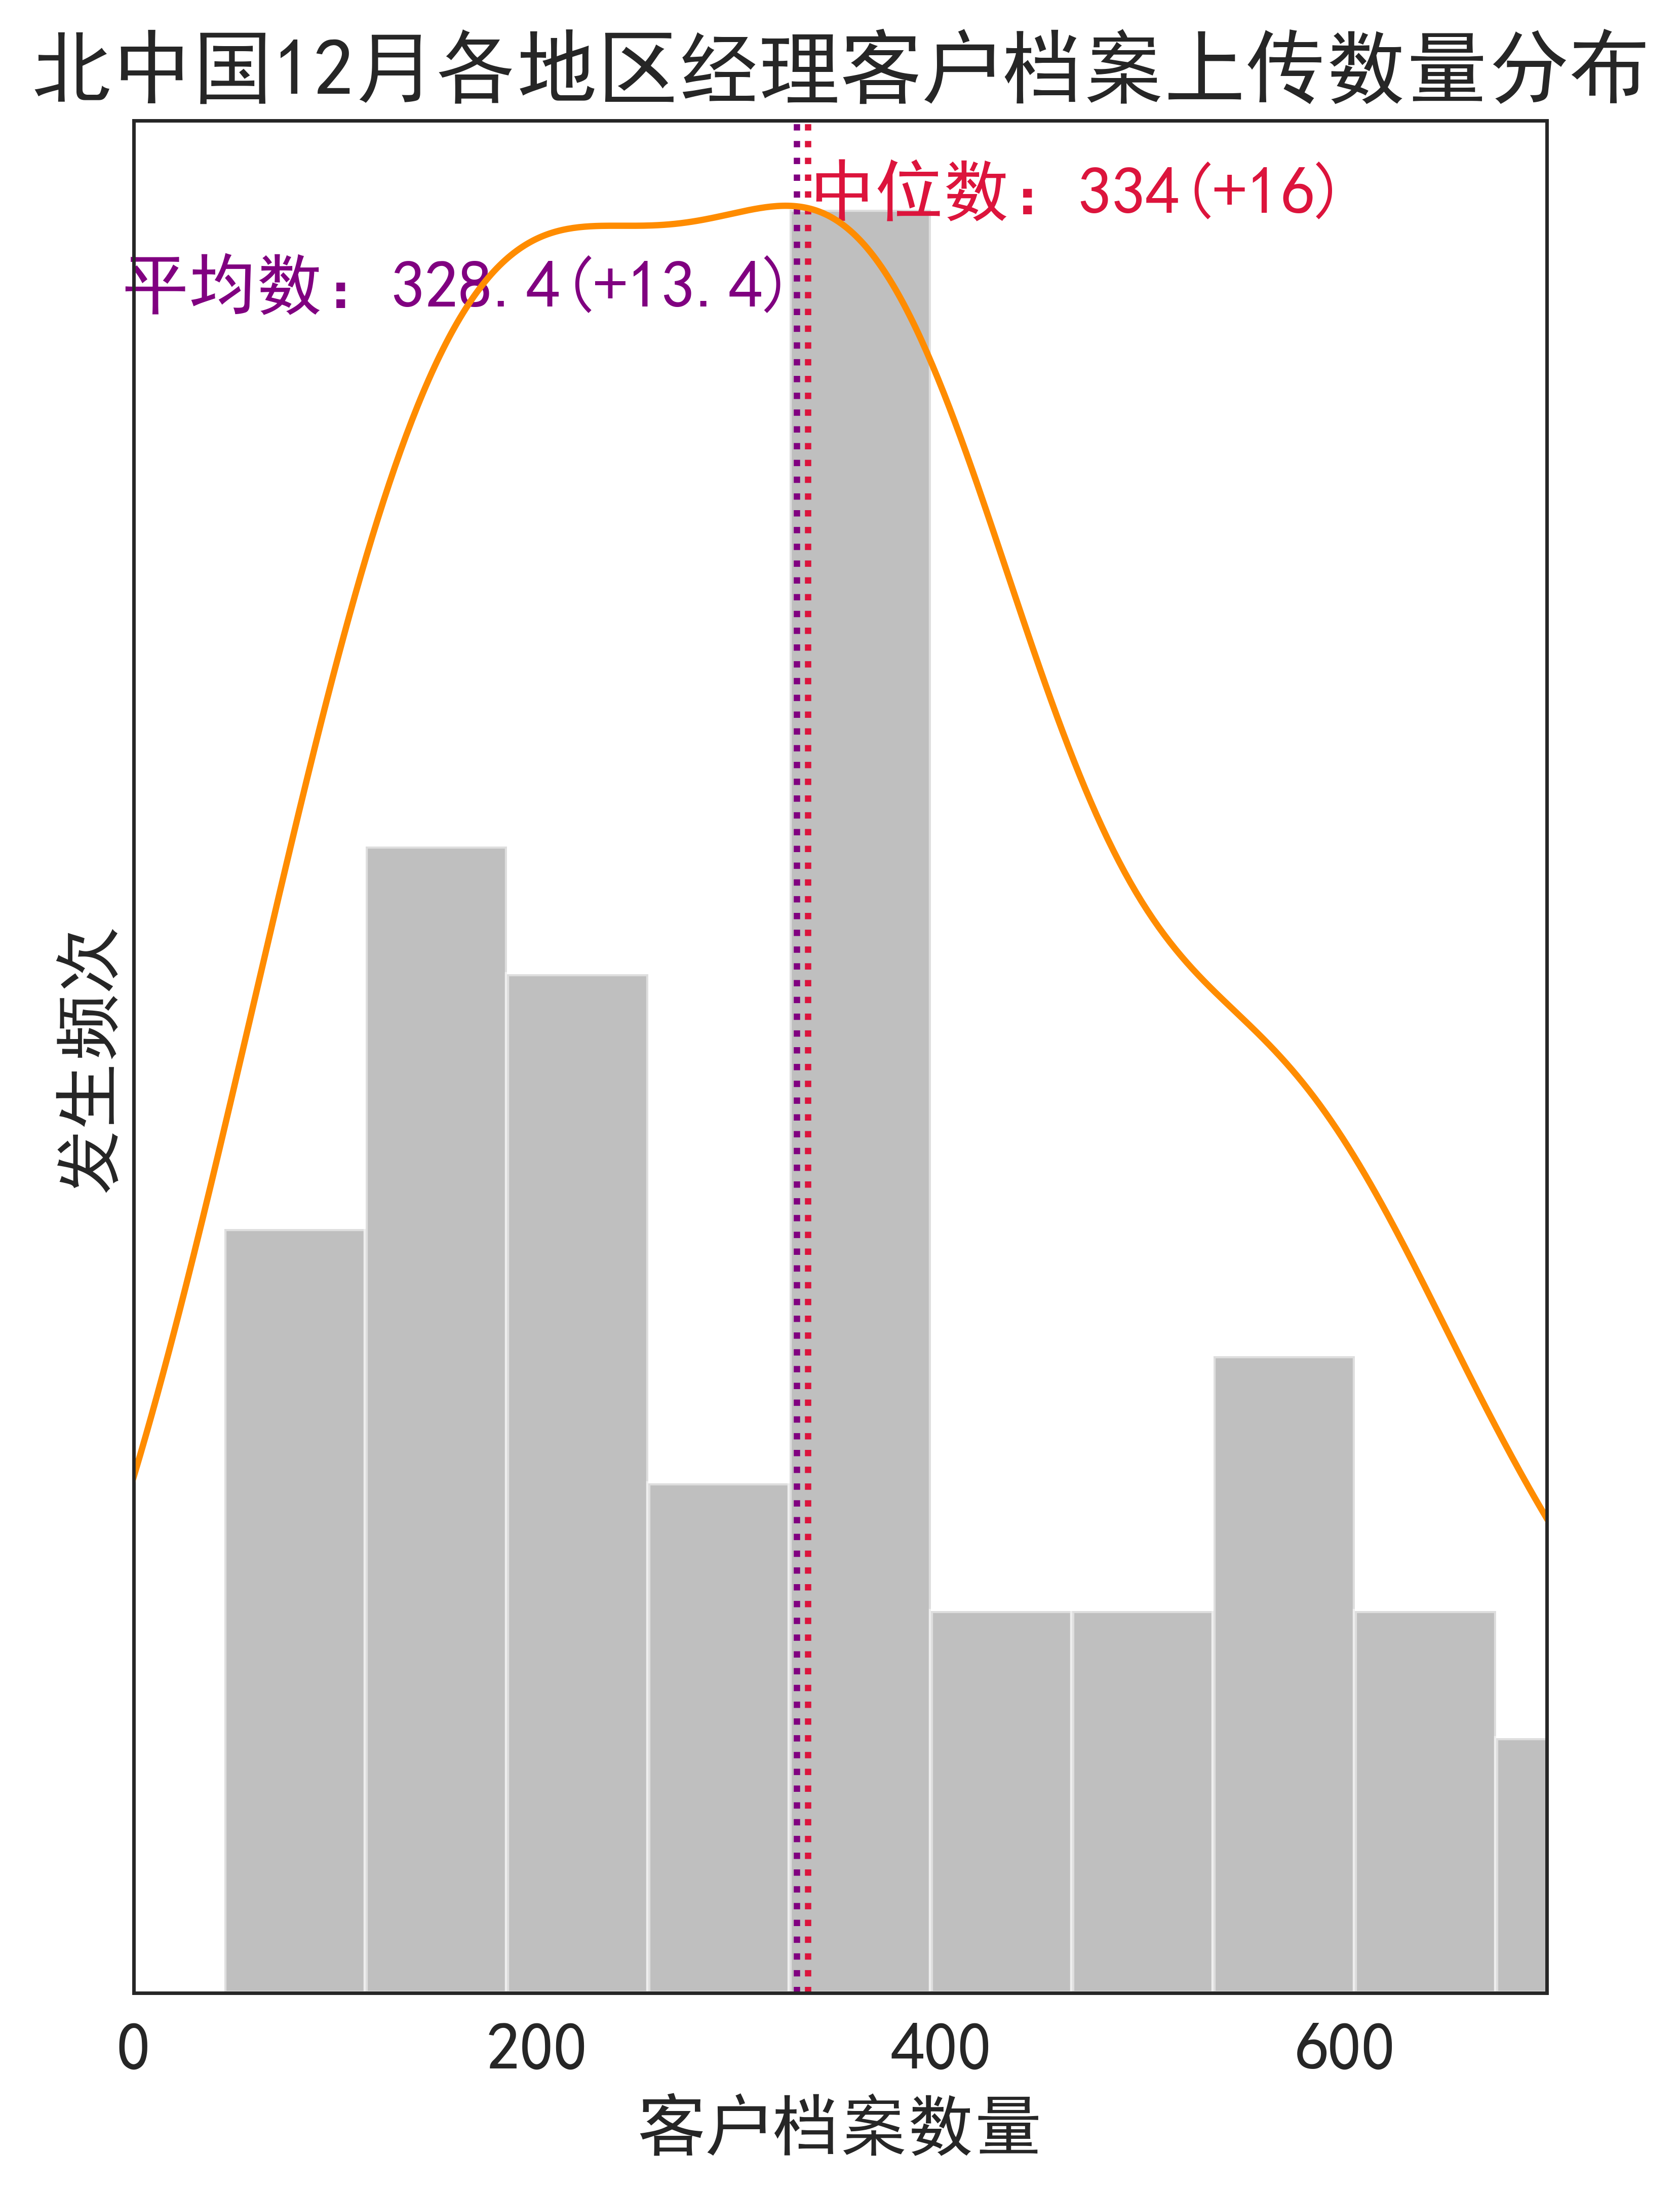 北中国12月各地区经理客户档案上传数量分布
中位数：334(+16)
平均数：328.4(+13.4)
发生频次
0 200 400 600
客户档案数量